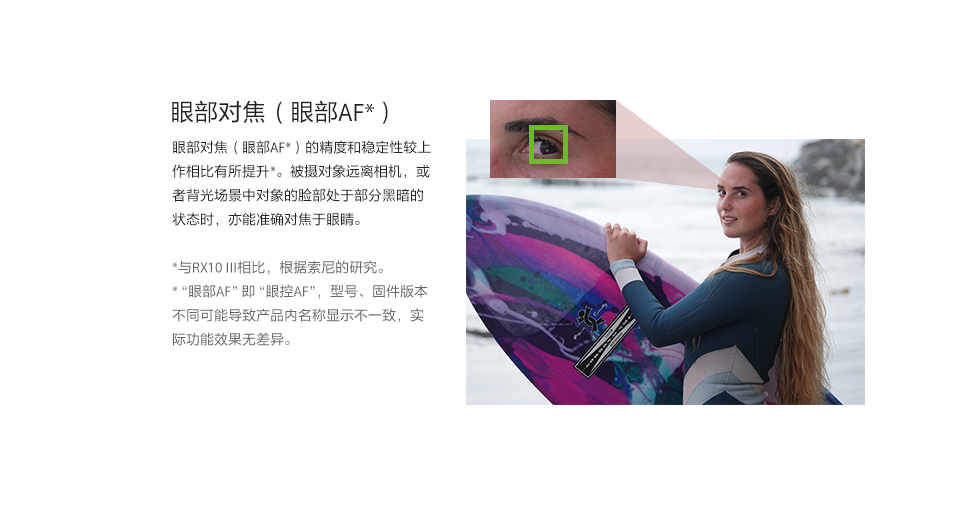 眼部对焦（眼部AF*）
眼部对焦（眼部AF*）的精度和稳定性较上
作相比有所提升*。被摄对象远离相机，或
者背光场景中对象的脸部处于部分黑暗的
状态时，亦能准确对焦于眼睛。
*与RX10 III相比，根据索尼的研究。
* “眼部AF” 即 “眼控AF”，型号、固件版本
不同可能导致产品内名称显示不一致，实
际功能效果无差异。